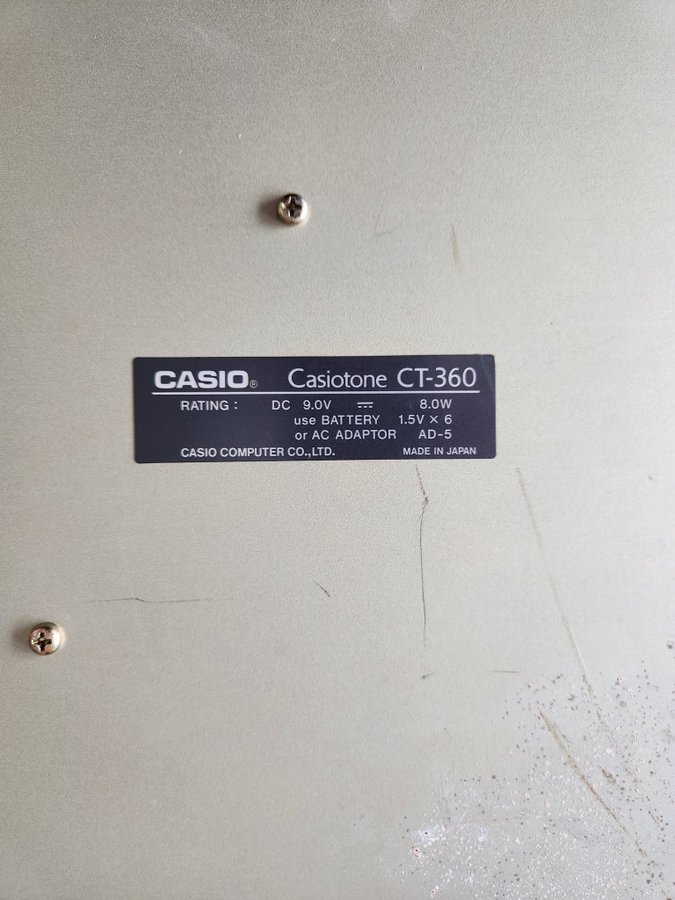 CASIO® Casiotone CT-360
RATING : DC 9.0V ⎓ 8.0W
use BATTERY 1.5V × 6
or AC ADAPTOR AD-5
CASIO COMPUTER CO.,LTD. MADE IN JAPAN